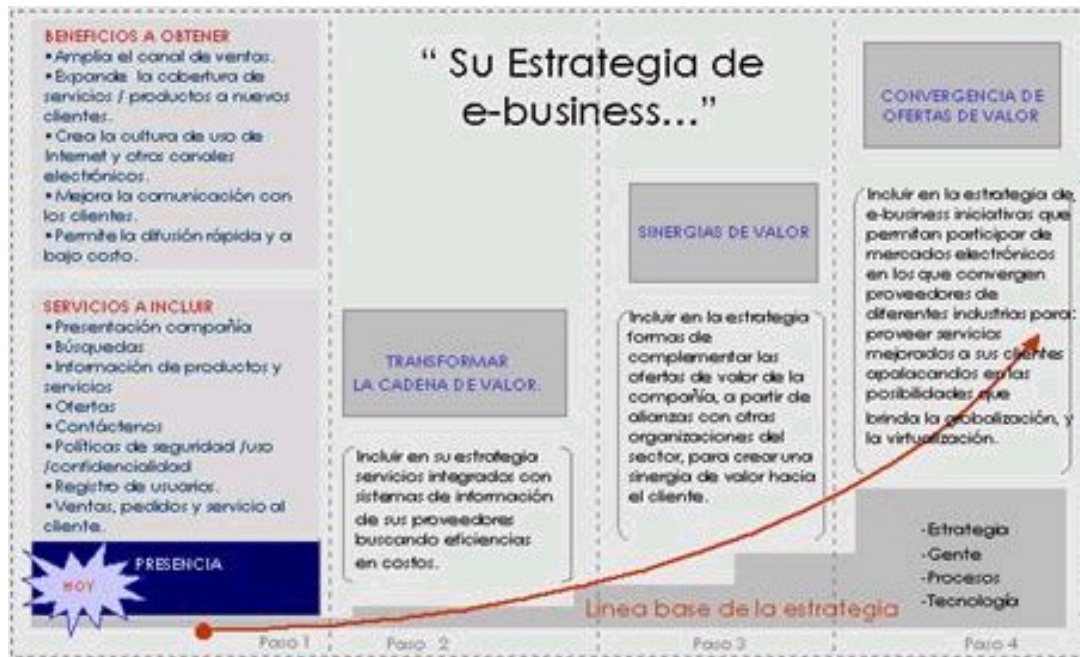 “ Su Estrategia de
e-business...”
BENEFICIOS A OBTENER
▪Amplia el canal de ventas.
▪Expande la cobertura de
servicios / productos a nuevos
clientes.
▪Crea la cultura de uso de
Internet y otros canales
electrónicos.
▪Mejora la comunicación con
los clientes.
▪Permite la difusión rápida y a
bajo costo.
SERVICIOS A INCLUIR
▪Presentación compañía
▪Búsquedas
▪Información de productos y
servicios
▪Ofertas
▪Contáctenos
▪Políticas de seguridad /uso
/confidencialidad
▪Registro de usuarios.
▪Ventas, pedidos y servicio al
cliente.
PRESENCIA
HOY
Paso 1
TRANSFORMAR
LA CADENA DE VALOR.
Incluir en su estrategia
servicios integrados con
sistemas de información
de sus proveedores
buscando eficiencias
en costos.
Paso 2
SINERGIAS DE VALOR
Incluir en la estrategia
formas de
complementar las
ofertas de valor de la
compañía, a partir de
alianzas con otras
organizaciones del
sector, para crear una
sinergia de valor hacia
el cliente.
Paso 3
CONVERGENCIA DE
OFERTAS DE VALOR
Incluir en la estrategia de
e-business iniciativas que
permitan participar de
mercados electrónicos
en los que convergen
proveedores de
diferentes industrias para
proveer servicios
mejorados a sus clientes
apalacandos en las
posibilidades que
brinda la globalización, y
la virtualización.
-Estrategia
-Gente
-Procesos
-Tecnología
Línea base de la estrategia
Paso 4